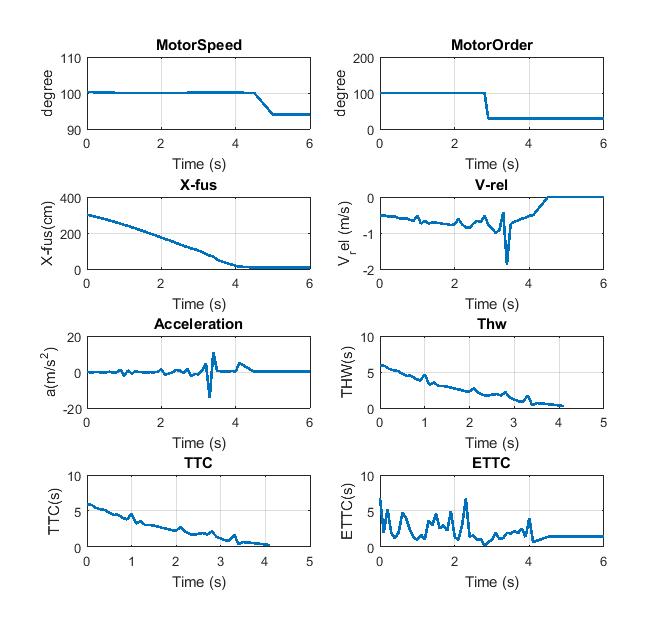 MotorSpeed
110
100
90
degree
0 2 4 6
Time (s)
MotorOrder
200
100
0
degree
0 2 4 6
Time (s)
X-fus
400
200
0
X-fus(cm)
0 2 4 6
Time (s)
V-rel
0
-1
-2
Vrel (m/s)
0 2 4 6
Time (s)
Acceleration
20
0
-20
a(m/s2)
0 2 4 6
Time (s)
Thw
10
5
0
THW(s)
0 1 2 3 4 5
Time (s)
TTC
10
5
0
TTC(s)
0 1 2 3 4 5
Time (s)
ETTC
10
5
0
ETTC(s)
0 2 4 6
Time (s)